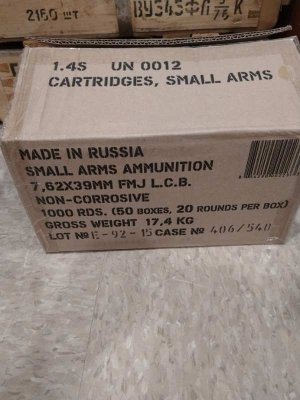 2160 шт
1.4S UN 0012
CARTRIDGES, SMALL ARMS
MADE IN RUSSIA
SMALL ARMS AMMUNITION
7,62X39MM FMJ L.C.B.
NON-CORROSIVE
1000 RDS. (50 BOXES, 20 ROUNDS PER BOX)
GROSS WEIGHT 17,4 KG
LOT № E-92-15 CASE № 406/540